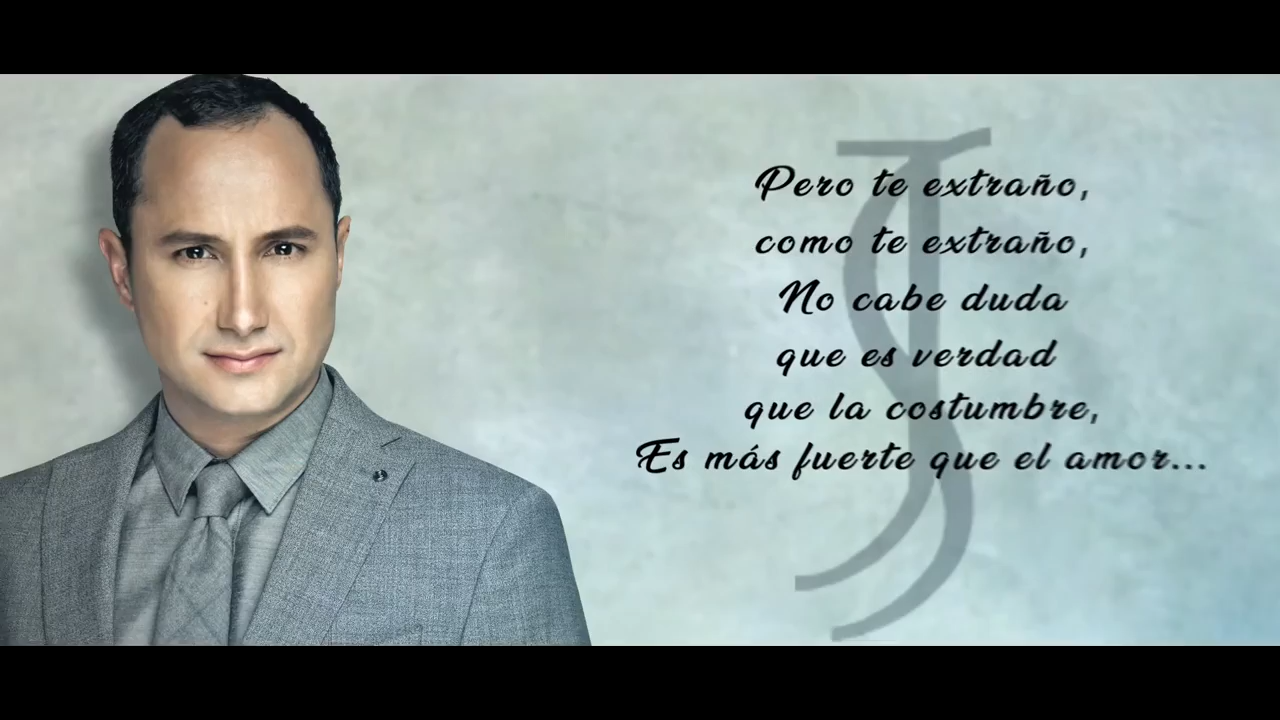 Pero te extraño,
como te extraño,
No cabe duda
que es verdad
que la costumbre,
Es más fuerte que el amor...